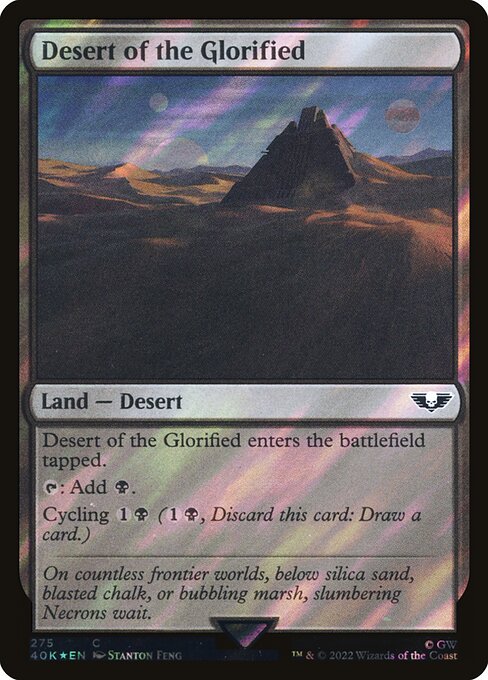 Desert of the Glorified
Land — Desert
Desert of the Glorified enters the battlefield
tapped.
: Add .
Cycling 1 ( 1 , Discard this card: Draw a
card.)
On countless frontier worlds, below silica sand,
blasted chalk, or bubbling marsh, slumbering
Necrons wait.
275 C
40K★EN Stanton Feng
© GW
™ & © 2022 Wizards of the Coast